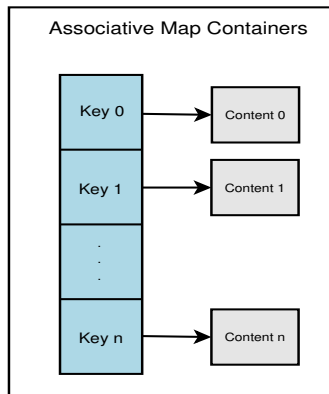 Associative Map Containers
Key 0
Content 0
Key 1
Content 1
.
.
.
Key n
Content n